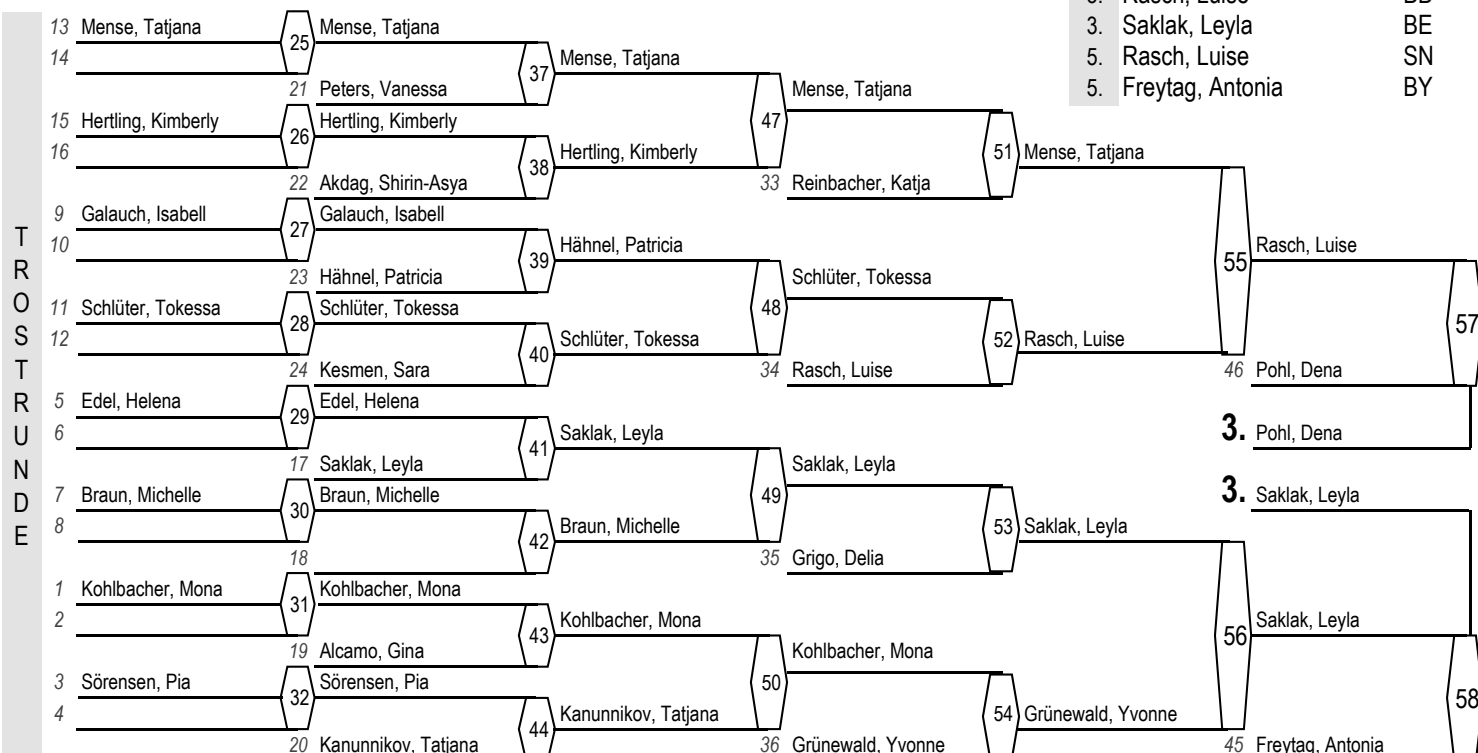 3. Saklak, Leyla BE
5. Rasch, Luise SN
5. Freytag, Antonia BY
TROSTRUNDE
13 Mense, Tatjana
14
15 Hertling, Kimberly
16
9 Galauch, Isabell
10
11 Schlüter, Tokessa
12
5 Edel, Helena
6
7 Braun, Michelle
8
1 Kohlbacher, Mona
2
3 Sörensen, Pia
4
25
26
27
28
29
30
31
32
Mense, Tatjana
21 Peters, Vanessa
Hertling, Kimberly
22 Akdag, Shirin-Asya
Galauch, Isabell
23 Hähnel, Patricia
Schlüter, Tokessa
24 Kesmen, Sara
Edel, Helena
17 Saklak, Leyla
Braun, Michelle
18
Kohlbacher, Mona
19 Alcamo, Gina
Sörensen, Pia
20 Kanunnikov, Tatjana
37
38
39
40
41
42
43
44
Mense, Tatjana
Hertling, Kimberly
Hähnel, Patricia
Schlüter, Tokessa
Saklak, Leyla
Braun, Michelle
Kohlbacher, Mona
Kanunnikov, Tatjana
47
48
49
50
Mense, Tatjana
33 Reinbacher, Katja
Schlüter, Tokessa
34 Rasch, Luise
Saklak, Leyla
35 Grigo, Delia
Kohlbacher, Mona
36 Grünewald, Yvonne
51
52
53
54
Mense, Tatjana
Rasch, Luise
Saklak, Leyla
Grünewald, Yvonne
55
56
Rasch, Luise
46 Pohl, Dena
3. Pohl, Dena
3. Saklak, Leyla
Saklak, Leyla
45 Freytag, Antonia
57
58